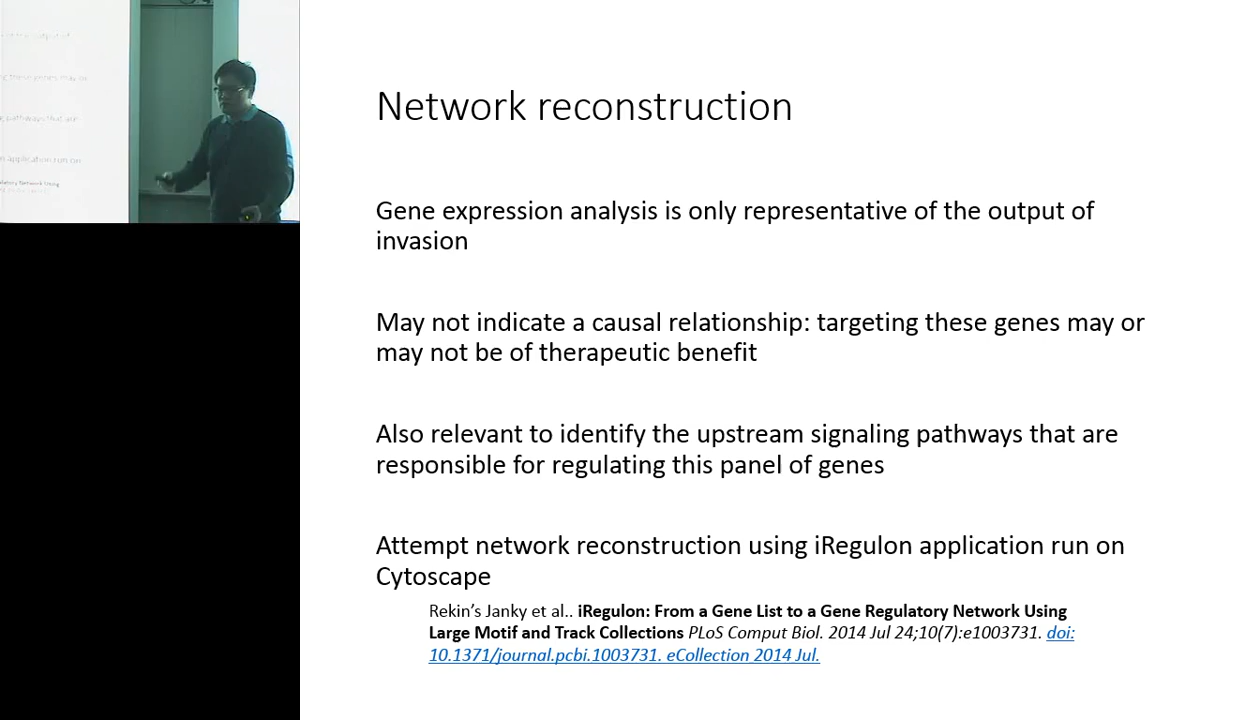 Network reconstruction
Gene expression analysis is only representative of the output of
invasion
May not indicate a causal relationship: targeting these genes may or
may not be of therapeutic benefit
Also relevant to identify the upstream signaling pathways that are
responsible for regulating this panel of genes
Attempt network reconstruction using iRegulon application run on
Cytoscape
Rekin’s Janky et al.. iRegulon: From a Gene List to a Gene Regulatory Network Using
Large Motif and Track Collections PLoS Comput Biol. 2014 Jul 24;10(7):e1003731. doi:
10.1371/journal.pcbi.1003731. eCollection 2014 Jul.